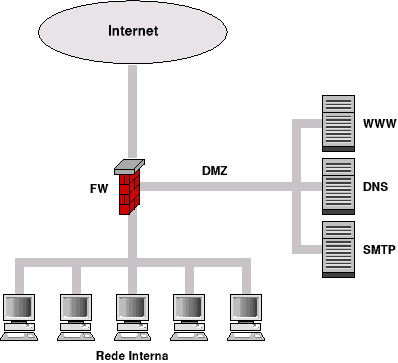 Internet
WWW
DMZ
FW
DNS
SMTP
Rede Interna